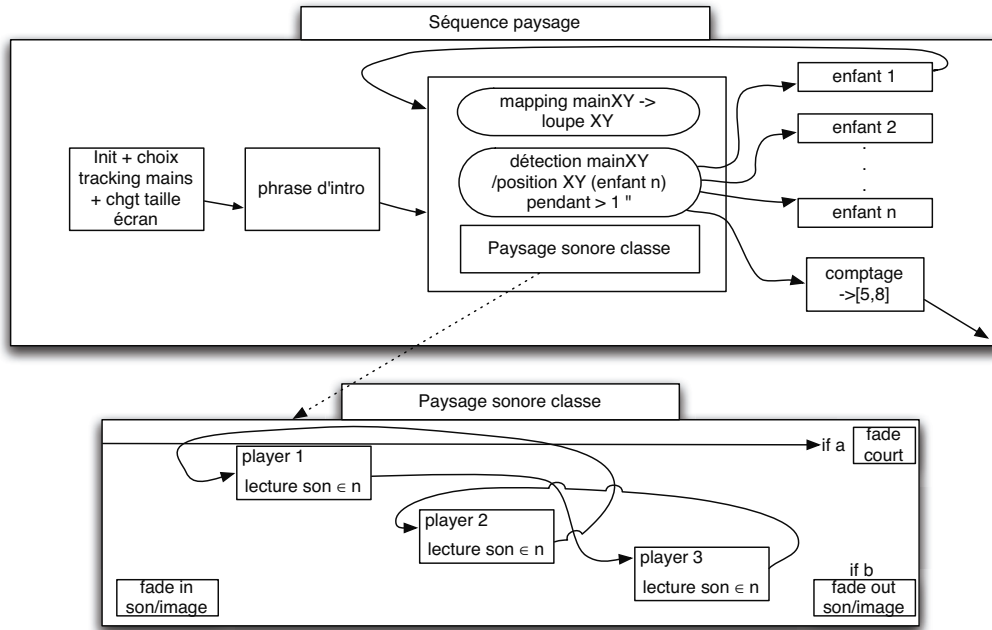 Séquence paysage
Init + choix
tracking mains
+ chgt taille
écran
phrase d'intro
mapping mainXY ->
loupe XY
détection mainXY
/position XY (enfant n)
pendant > 1 "
Paysage sonore classe
enfant 1
enfant 2
enfant n
comptage
->[5,8]
Paysage sonore classe
if a
fade
court
player 1
lecture son ∈ n
player 2
lecture son ∈ n
player 3
lecture son ∈ n
fade in
son/image
if b
fade out
son/image